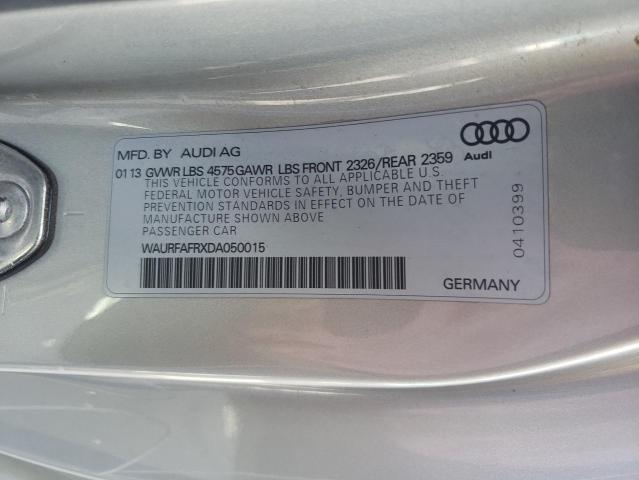 MFD. BY AUDI AG
Audi
01 13 GVWR LBS 4575 GAWR LBS FRONT 2326/REAR 2359
THIS VEHICLE CONFORMS TO ALL APPLICABLE U.S.
FEDERAL MOTOR VEHICLE SAFETY, BUMPER AND THEFT
PREVENTION STANDARDS IN EFFECT ON THE DATE OF
MANUFACTURE SHOWN ABOVE
PASSENGER CAR
WAURFAFRXDA050015
GERMANY
0410399